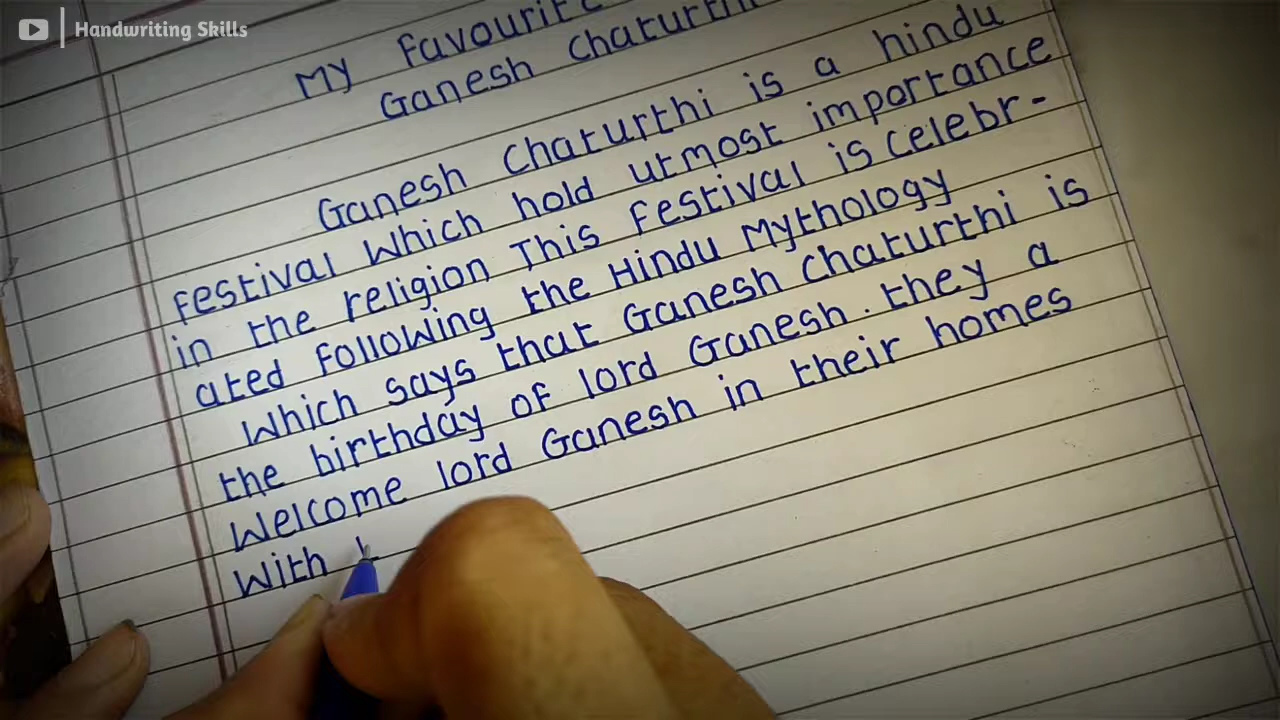 Handwriting Skills
My Favourite
Ganesh Chaturthi
Ganesh Chaturthi is a hindu
Festival Which hold utmost importance
in the religion This Festival is celebr-
ated Following the Hindu Mythology
Which says that Ganesh Chaturthi is
the birthday of lord Ganesh. they a
Welcome lord Ganesh in their homes
With